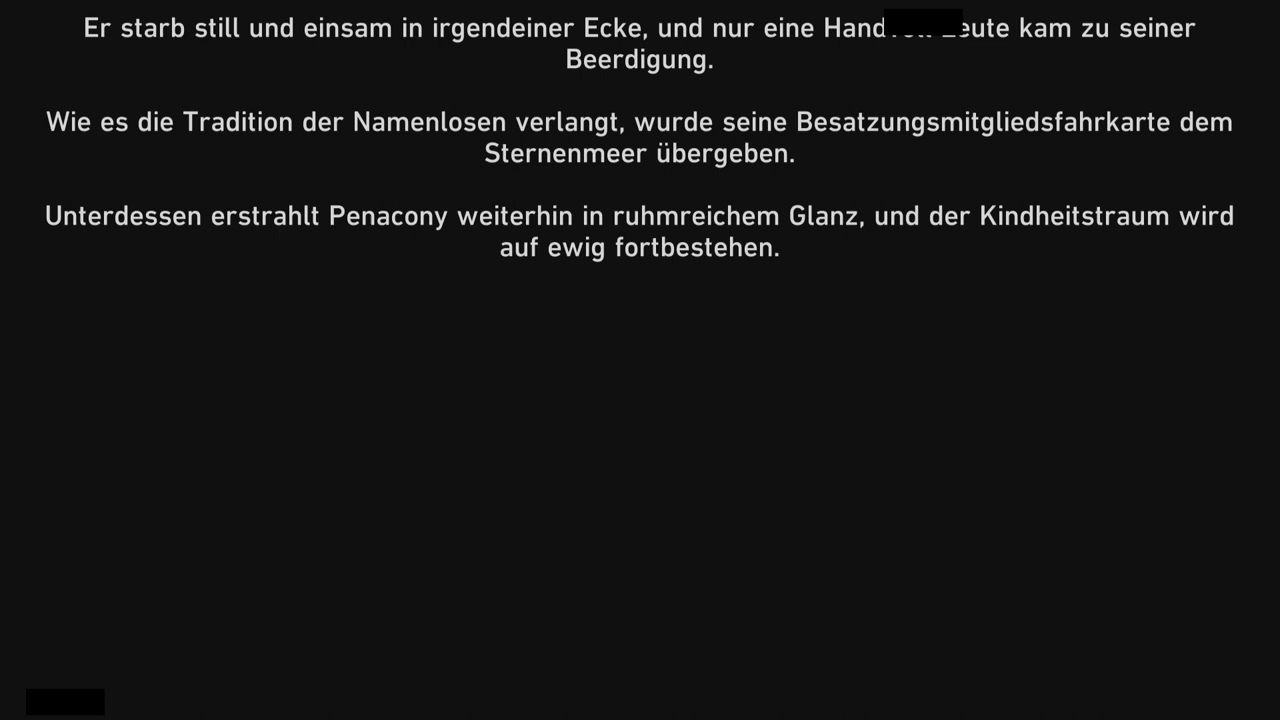 Er starb still und einsam in irgendeiner Ecke, und nur eine Handvoll Leute kam zu seiner
Beerdigung.
Wie es die Tradition der Namenlosen verlangt, wurde seine Besatzungsmitgliedsfahrkarte dem
Sternenmeer übergeben.
Unterdessen erstrahlt Penacony weiterhin in ruhmreichem Glanz, und der Kindheitstraum wird
auf ewig fortbestehen.